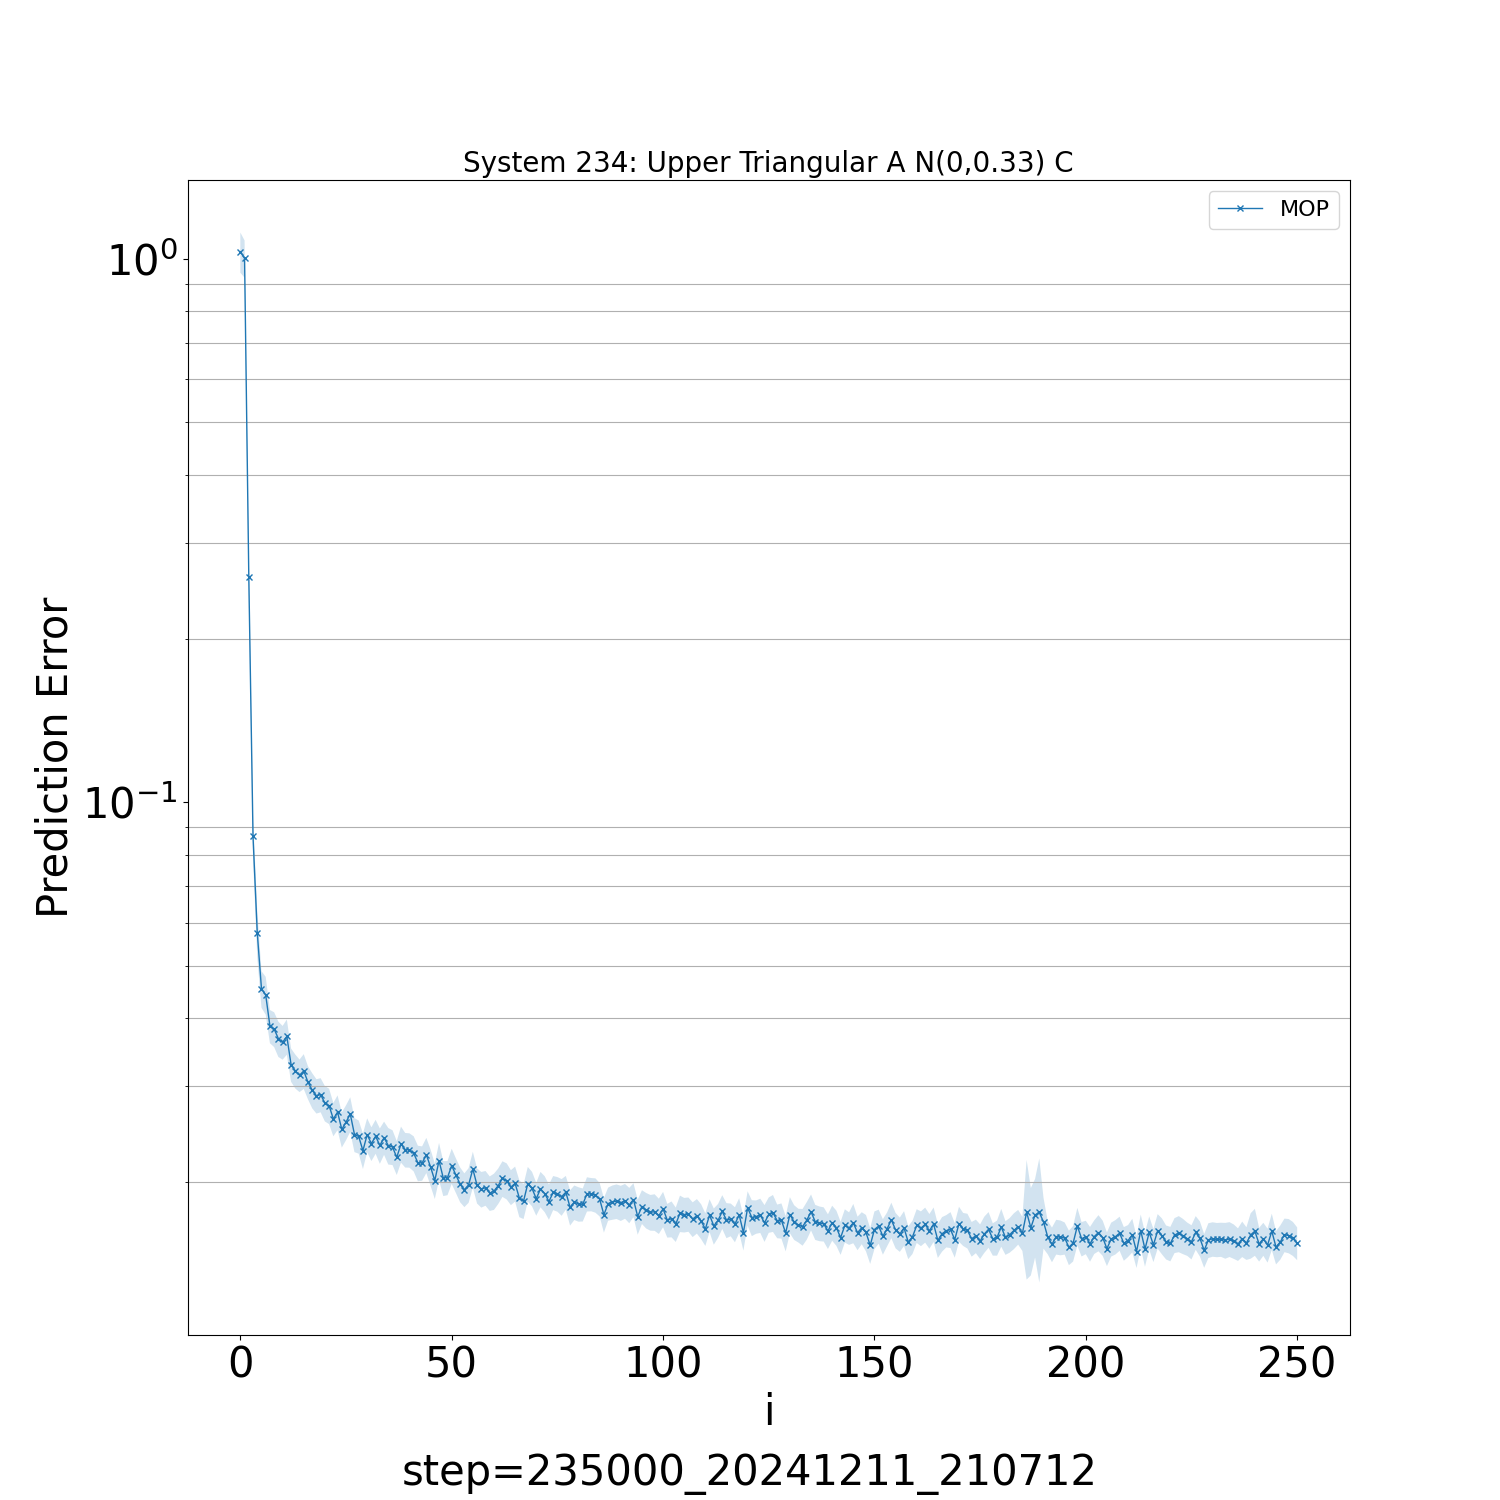 System 234: Upper Triangular A N(0,0.33) C
MOP
10⁰
10⁻¹
Prediction Error
0 50 100 150 200 250
i
step=235000_20241211_210712